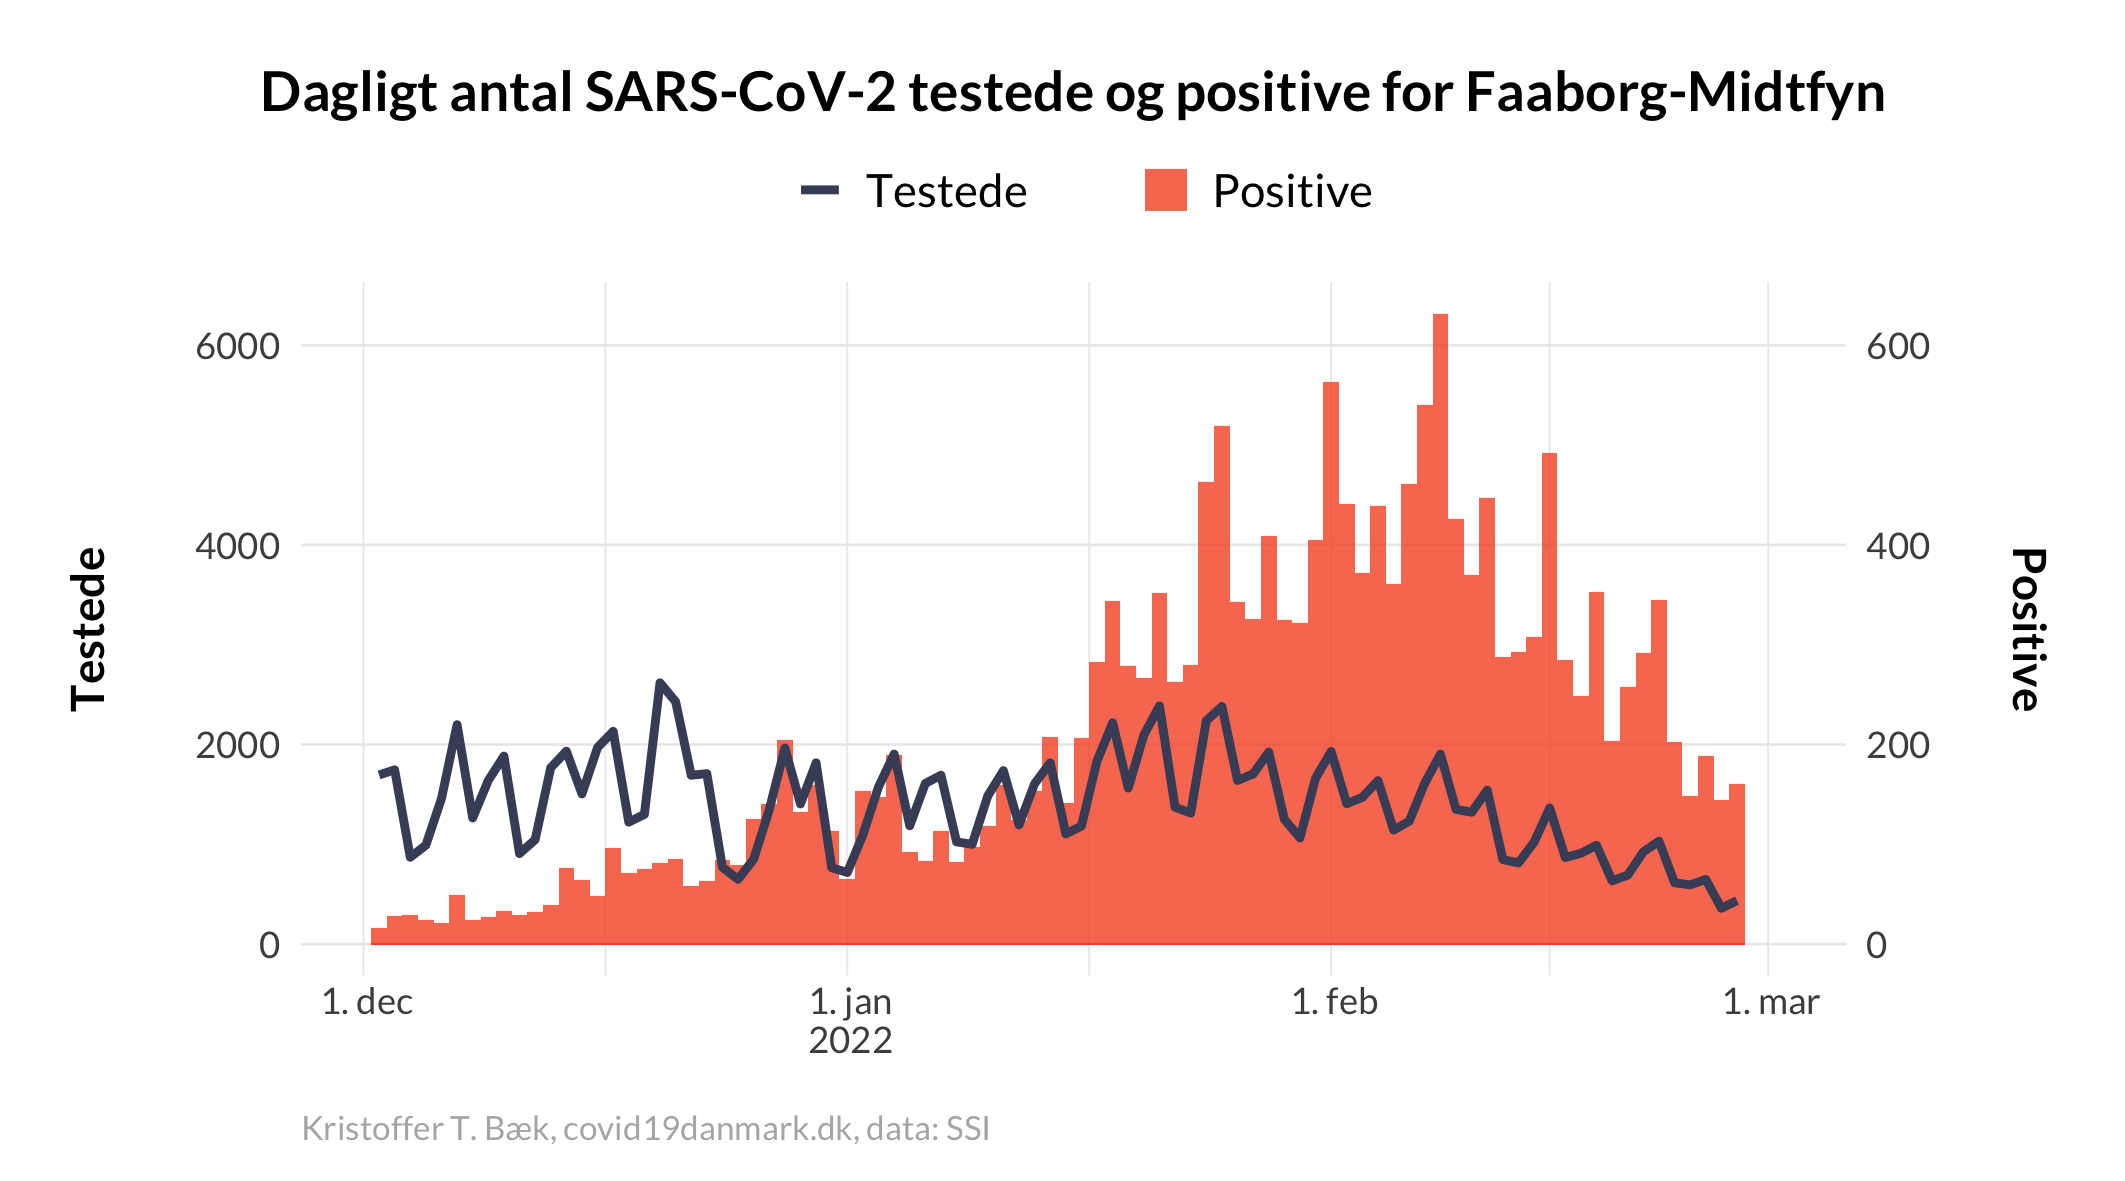 Dagligt antal SARS-CoV-2 testede og positive for Faaborg-Midtfyn
Testede
Positive
6000
4000
2000
0
Testede
600
400
200
0
Positive
1. dec
1. jan
2022
1. feb
1. mar
Kristoffer T. Bæk, covid19danmark.dk, data: SSI